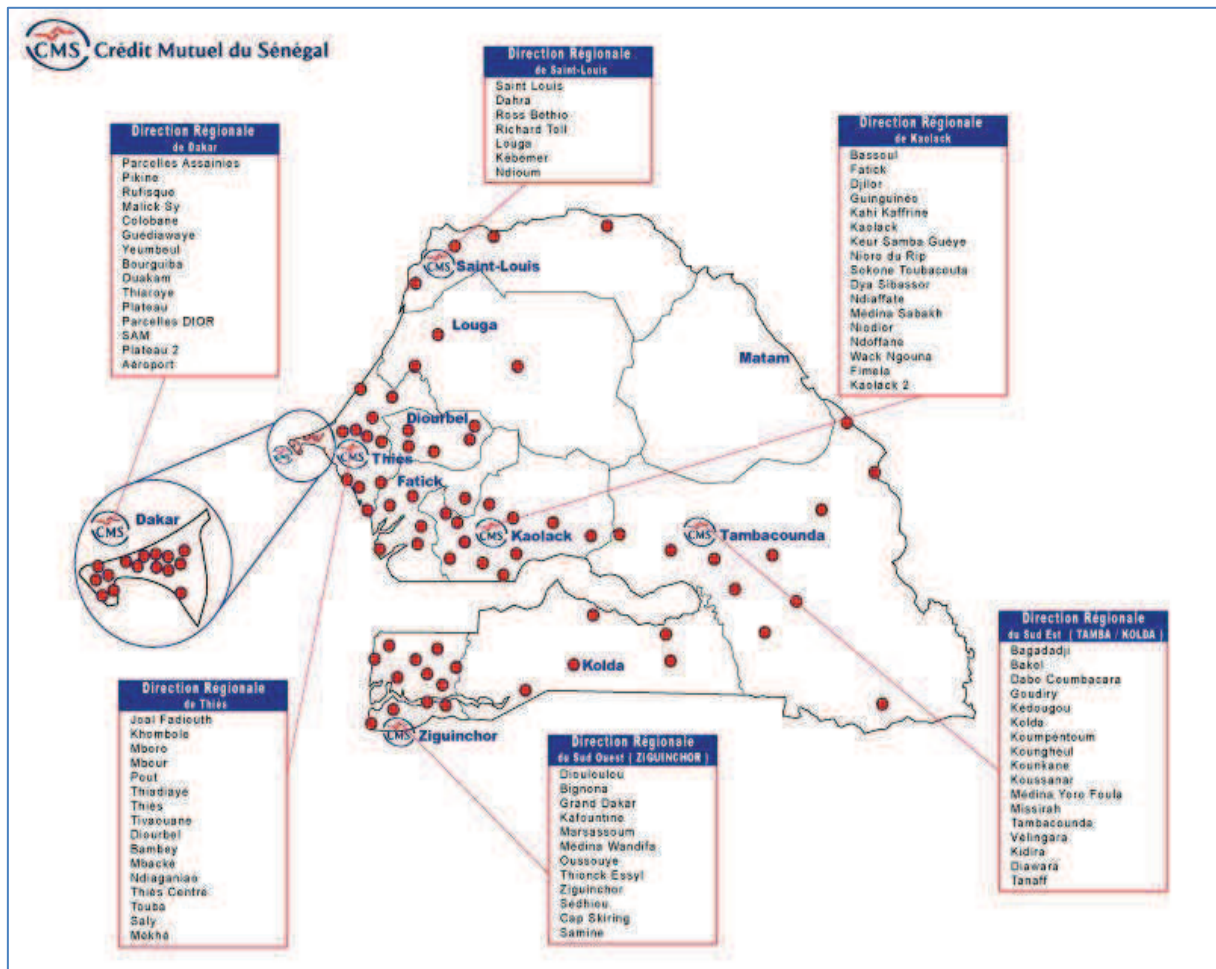 CMS Crédit Mutuel du Sénégal
Direction Régionale
de Saint-Louis
Saint Louis
Dahra
Ross Béthio
Richard Toll
Louga
Kébémer
Ndioum
Direction Régionale
de Dakar
Parcelles Assainies
Pikine
Rufisque
Malick Sy
Colobane
Guédiawaye
Yeumbeul
Bourguiba
Ouakam
Thiaroye
Plateau
Parcelles DIOR
SAM
Plateau 2
Aéroport
Direction Régionale
de Kaolack
Bassoul
Fatick
Djilor
Guinguinéo
Kahi Kaffrine
Kaolack
Keur Samba Guèye
Nioro du Rip
Sokone Toubacouta
Dya Sibassor
Ndiaffate
Médina Sabakh
Niodior
Ndoffane
Wack Ngouna
Fimela
Kaolack 2
CMS Saint-Louis
Louga
Matam
Diourbel
CMS
Thiès
Fatick
CMS Kaolack
CMS Tambacounda
CMS
Dakar
CMS
Kolda
CMS Ziguinchor
Direction Régionale
de Thiès
Joal Fadiouth
Khombole
Mboro
Mbour
Pout
Thiadiaye
Thiès
Tivaouane
Diourbel
Bambey
Mbacké
Ndiaganiao
Thiès Centre
Touba
Saly
Mékhé
Direction Régionale
du Sud Ouest ( ZIGUINCHOR )
Diouloulou
Bignona
Grand Dakar
Kafountine
Marsassoum
Médina Wandifa
Oussouye
Thionck Essyl
Ziguinchor
Sédhiou
Cap Skiring
Samine
Direction Régionale
du Sud Est ( TAMBA / KOLDA )
Bagadadji
Bakel
Dabo Coumbacara
Goudiry
Kédougou
Kolda
Koumpentoum
Koungheul
Kounkane
Koussanar
Médina Yoro Foula
Missirah
Tambacounda
Vélingara
Kidira
Diawara
Tanaff